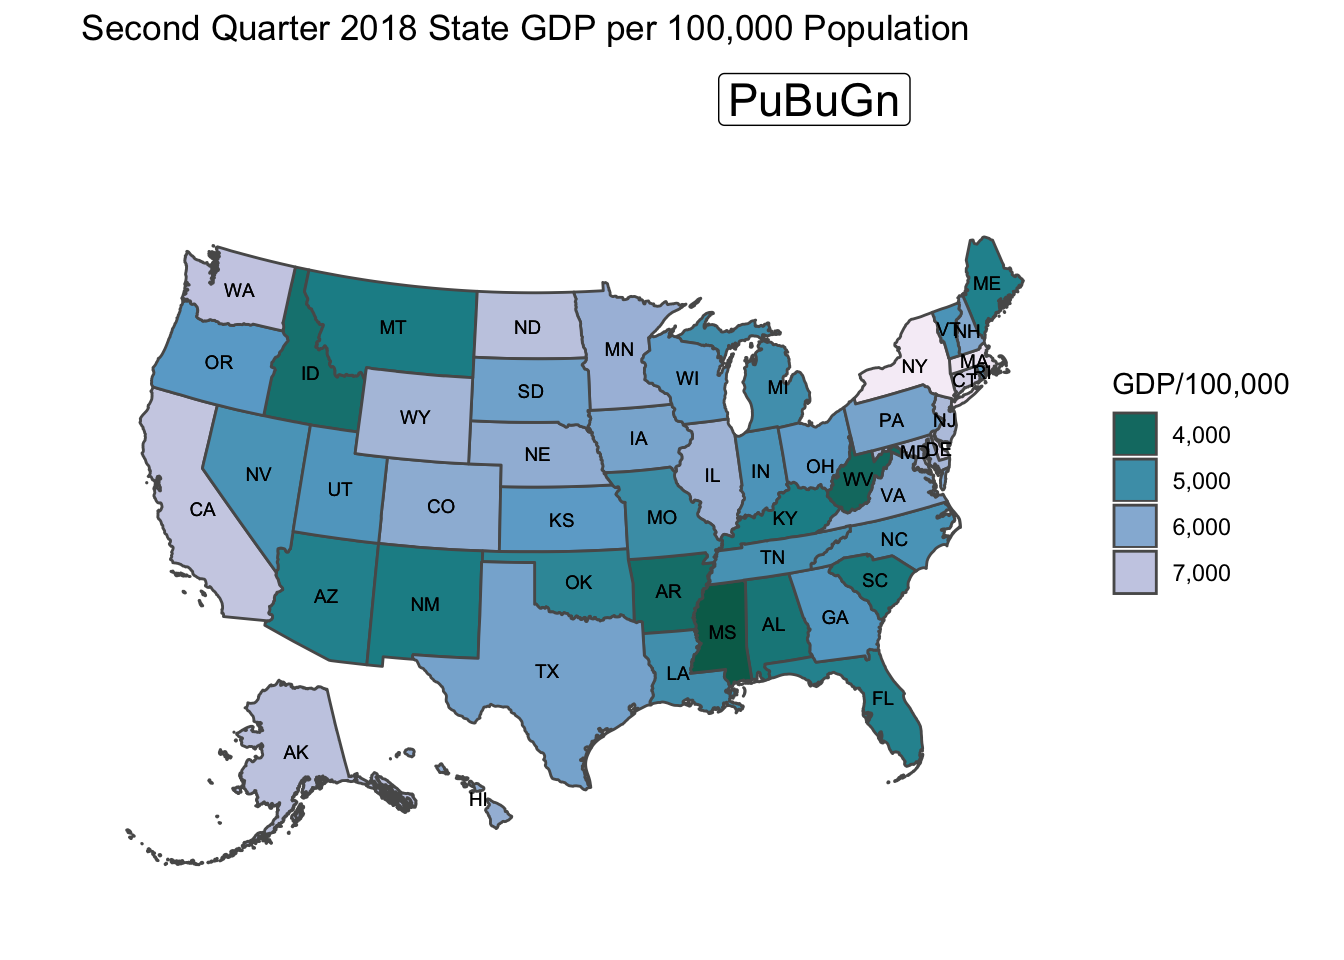 Second Quarter 2018 State GDP per 100,000 Population
PuBuGn
WA
MT
ND
MN
ME
VT
NH
OR
ID
SD
WI
MI
NY
MA
RI
CT
WY
IA
PA
NJ
NE
IL
IN
OH
MD
DE
NV
UT
CO
KS
MO
WV
VA
KY
CA
NC
TN
AZ
NM
OK
AR
SC
MS
AL
GA
TX
LA
FL
AK
HI
GDP/100,000
4,000
5,000
6,000
7,000